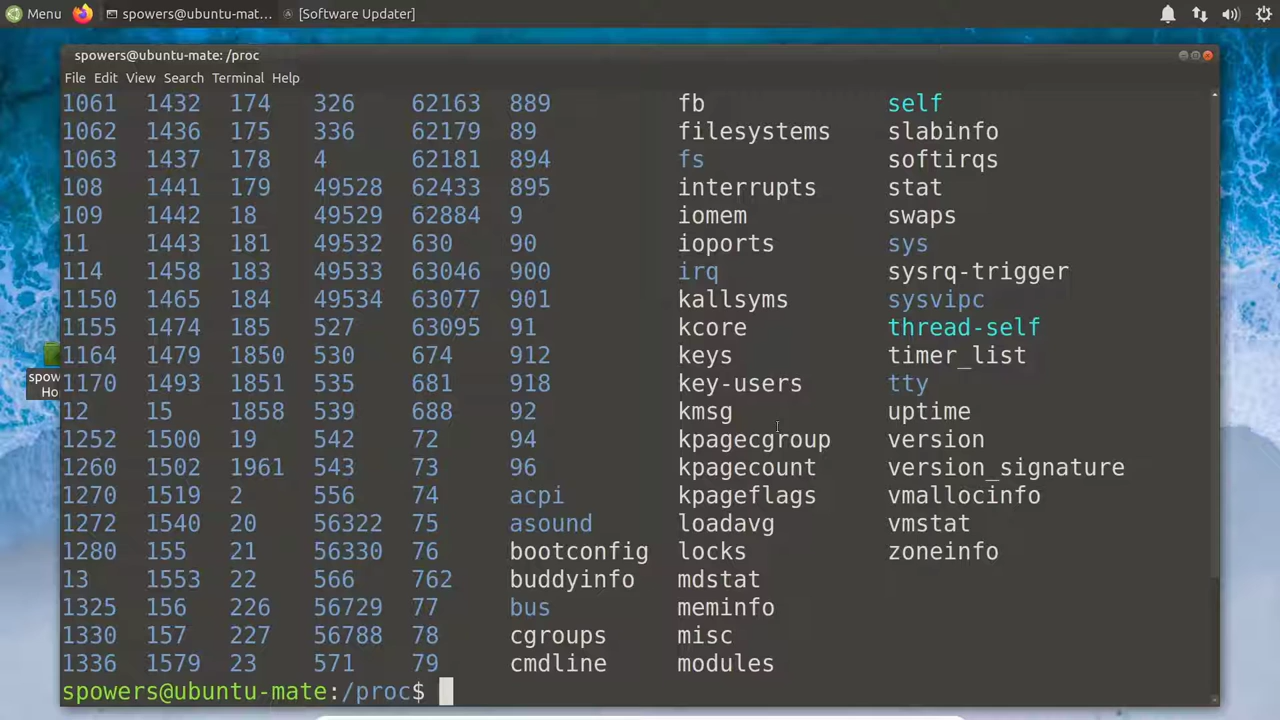 Menu spowers@ubuntu-mat... [Software Updater]
spowers@ubuntu-mate: /proc
File Edit View Search Terminal Help
1061 1432 174 326 62163 889 fb self
1062 1436 175 336 62179 89 filesystems slabinfo
1063 1437 178 4 62181 894 fs softirqs
108 1441 179 49528 62433 895 interrupts stat
109 1442 18 49529 62884 9 iomem swaps
11 1443 181 49532 630 90 ioports sys
114 1458 183 49533 63046 900 irq sysrq-trigger
1150 1465 184 49534 63077 901 kallsyms sysvipc
1155 1474 185 527 63095 91 kcore thread-self
1164 1479 1850 530 674 912 keys timer_list
1170 1493 1851 535 681 918 key-users tty
12 15 1858 539 688 92 kmsg uptime
1252 1500 19 542 72 94 kpagecgroup version
1260 1502 1961 543 73 96 kpagecount version_signature
1270 1519 2 556 74 acpi kpageflags vmallocinfo
1272 1540 20 56322 75 asound loadavg vmstat
1280 155 21 56330 76 bootconfig locks zoneinfo
13 1553 22 566 762 buddyinfo mdstat
1325 156 226 56729 77 bus meminfo
1330 157 227 56788 78 cgroups misc
1336 1579 23 571 79 cmdline modules
spowers@ubuntu-mate:/proc$
spow
Ho